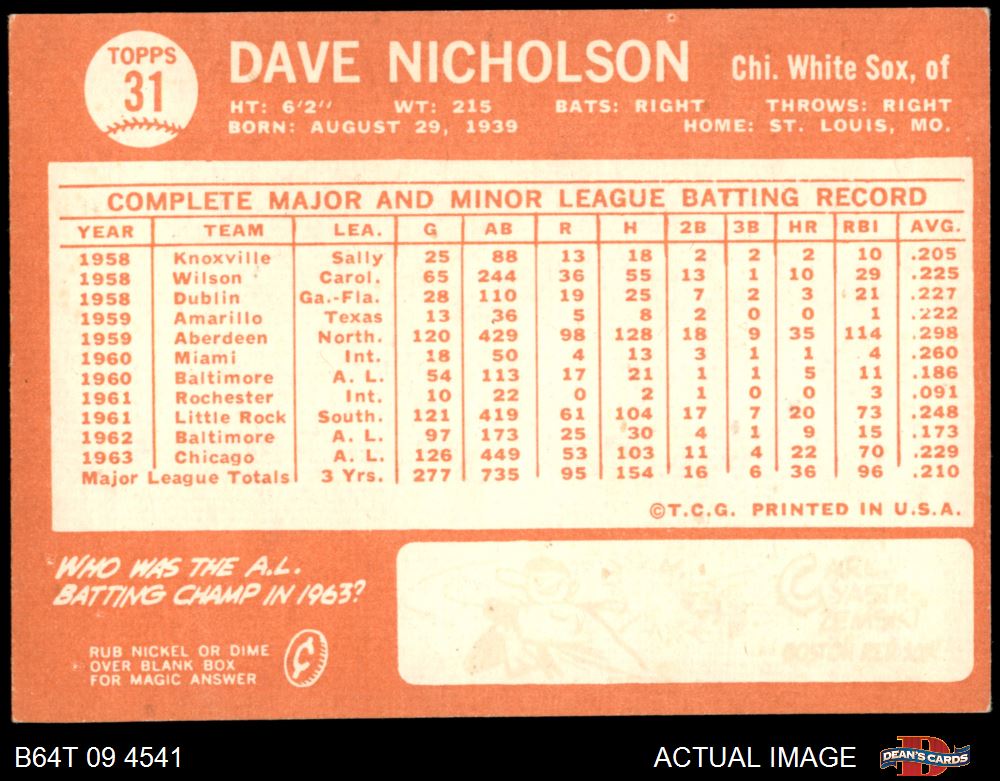 TOPPS
31
DAVE NICHOLSON Chi. White Sox, of
HT: 6'2" WT: 215 BATS: RIGHT THROWS: RIGHT
BORN: AUGUST 29, 1939 HOME: ST. LOUIS, MO.
COMPLETE MAJOR AND MINOR LEAGUE BATTING RECORD
YEAR TEAM LEA. G AB R H 2B 3B HR RBI AVG.
1958 Knoxville Sally 25 88 13 18 2 2 2 10 .205
1958 Wilson Carol. 65 244 36 55 13 1 10 29 .225
1958 Dublin Ga.-Fla. 28 110 19 25 7 2 3 21 .227
1959 Amarillo Texas 13 36 5 8 2 0 0 1 .222
1959 Aberdeen North. 120 429 98 128 18 9 35 114 .298
1960 Miami Int. 18 50 4 13 3 1 1 4 .260
1960 Baltimore A. L. 54 113 17 21 1 1 5 11 .186
1961 Rochester Int. 10 22 0 2 1 0 0 3 .091
1961 Little Rock South. 121 419 61 104 17 7 20 73 .248
1962 Baltimore A. L. 97 173 25 30 4 1 9 15 .173
1963 Chicago A. L. 126 449 53 103 11 4 22 70 .229
Major League Totals 3 Yrs. 277 735 95 154 16 6 36 96 .210
©T.C.G. PRINTED IN U.S.A.
WHO WAS THE A.L.
BATTING CHAMP IN 1963?
RUB NICKEL OR DIME
OVER BLANK BOX
FOR MAGIC ANSWER
¢
CARL
YASTR
ZEMSKI
BOSTON RED SOX
B64T 09 4541 ACTUAL IMAGE DEAN'S CARDS